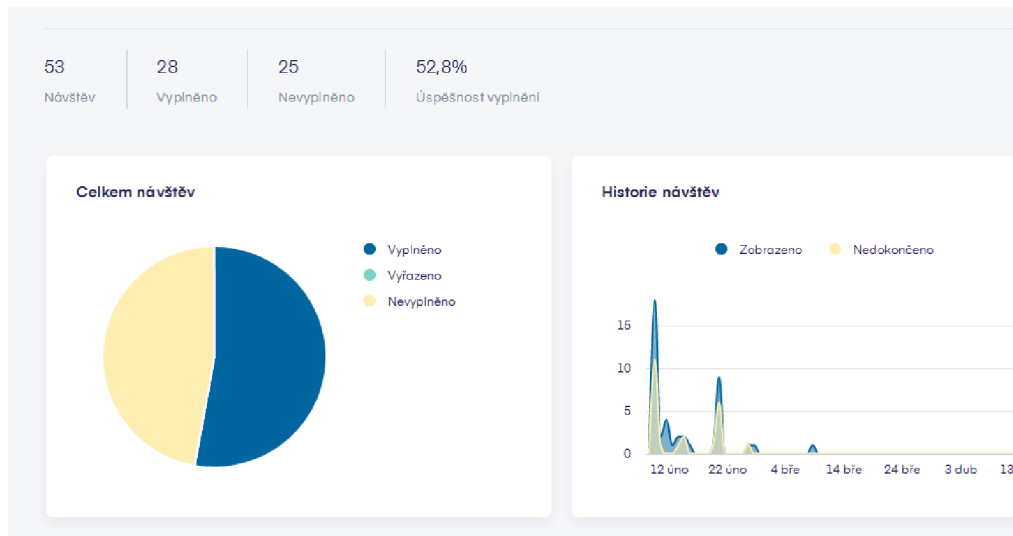 53
Návštěv
28
Vyplněno
25
Nevyplněno
52,8%
Úspěšnost vyplnění
Celkem návštěv
Vyplněno
Vyřazeno
Nevyplněno
Historie návštěv
Zobrazeno
Nedokončeno
15
10
5
0
12 úno 22 úno 4 bře 14 bře 24 bře 3 dub 13